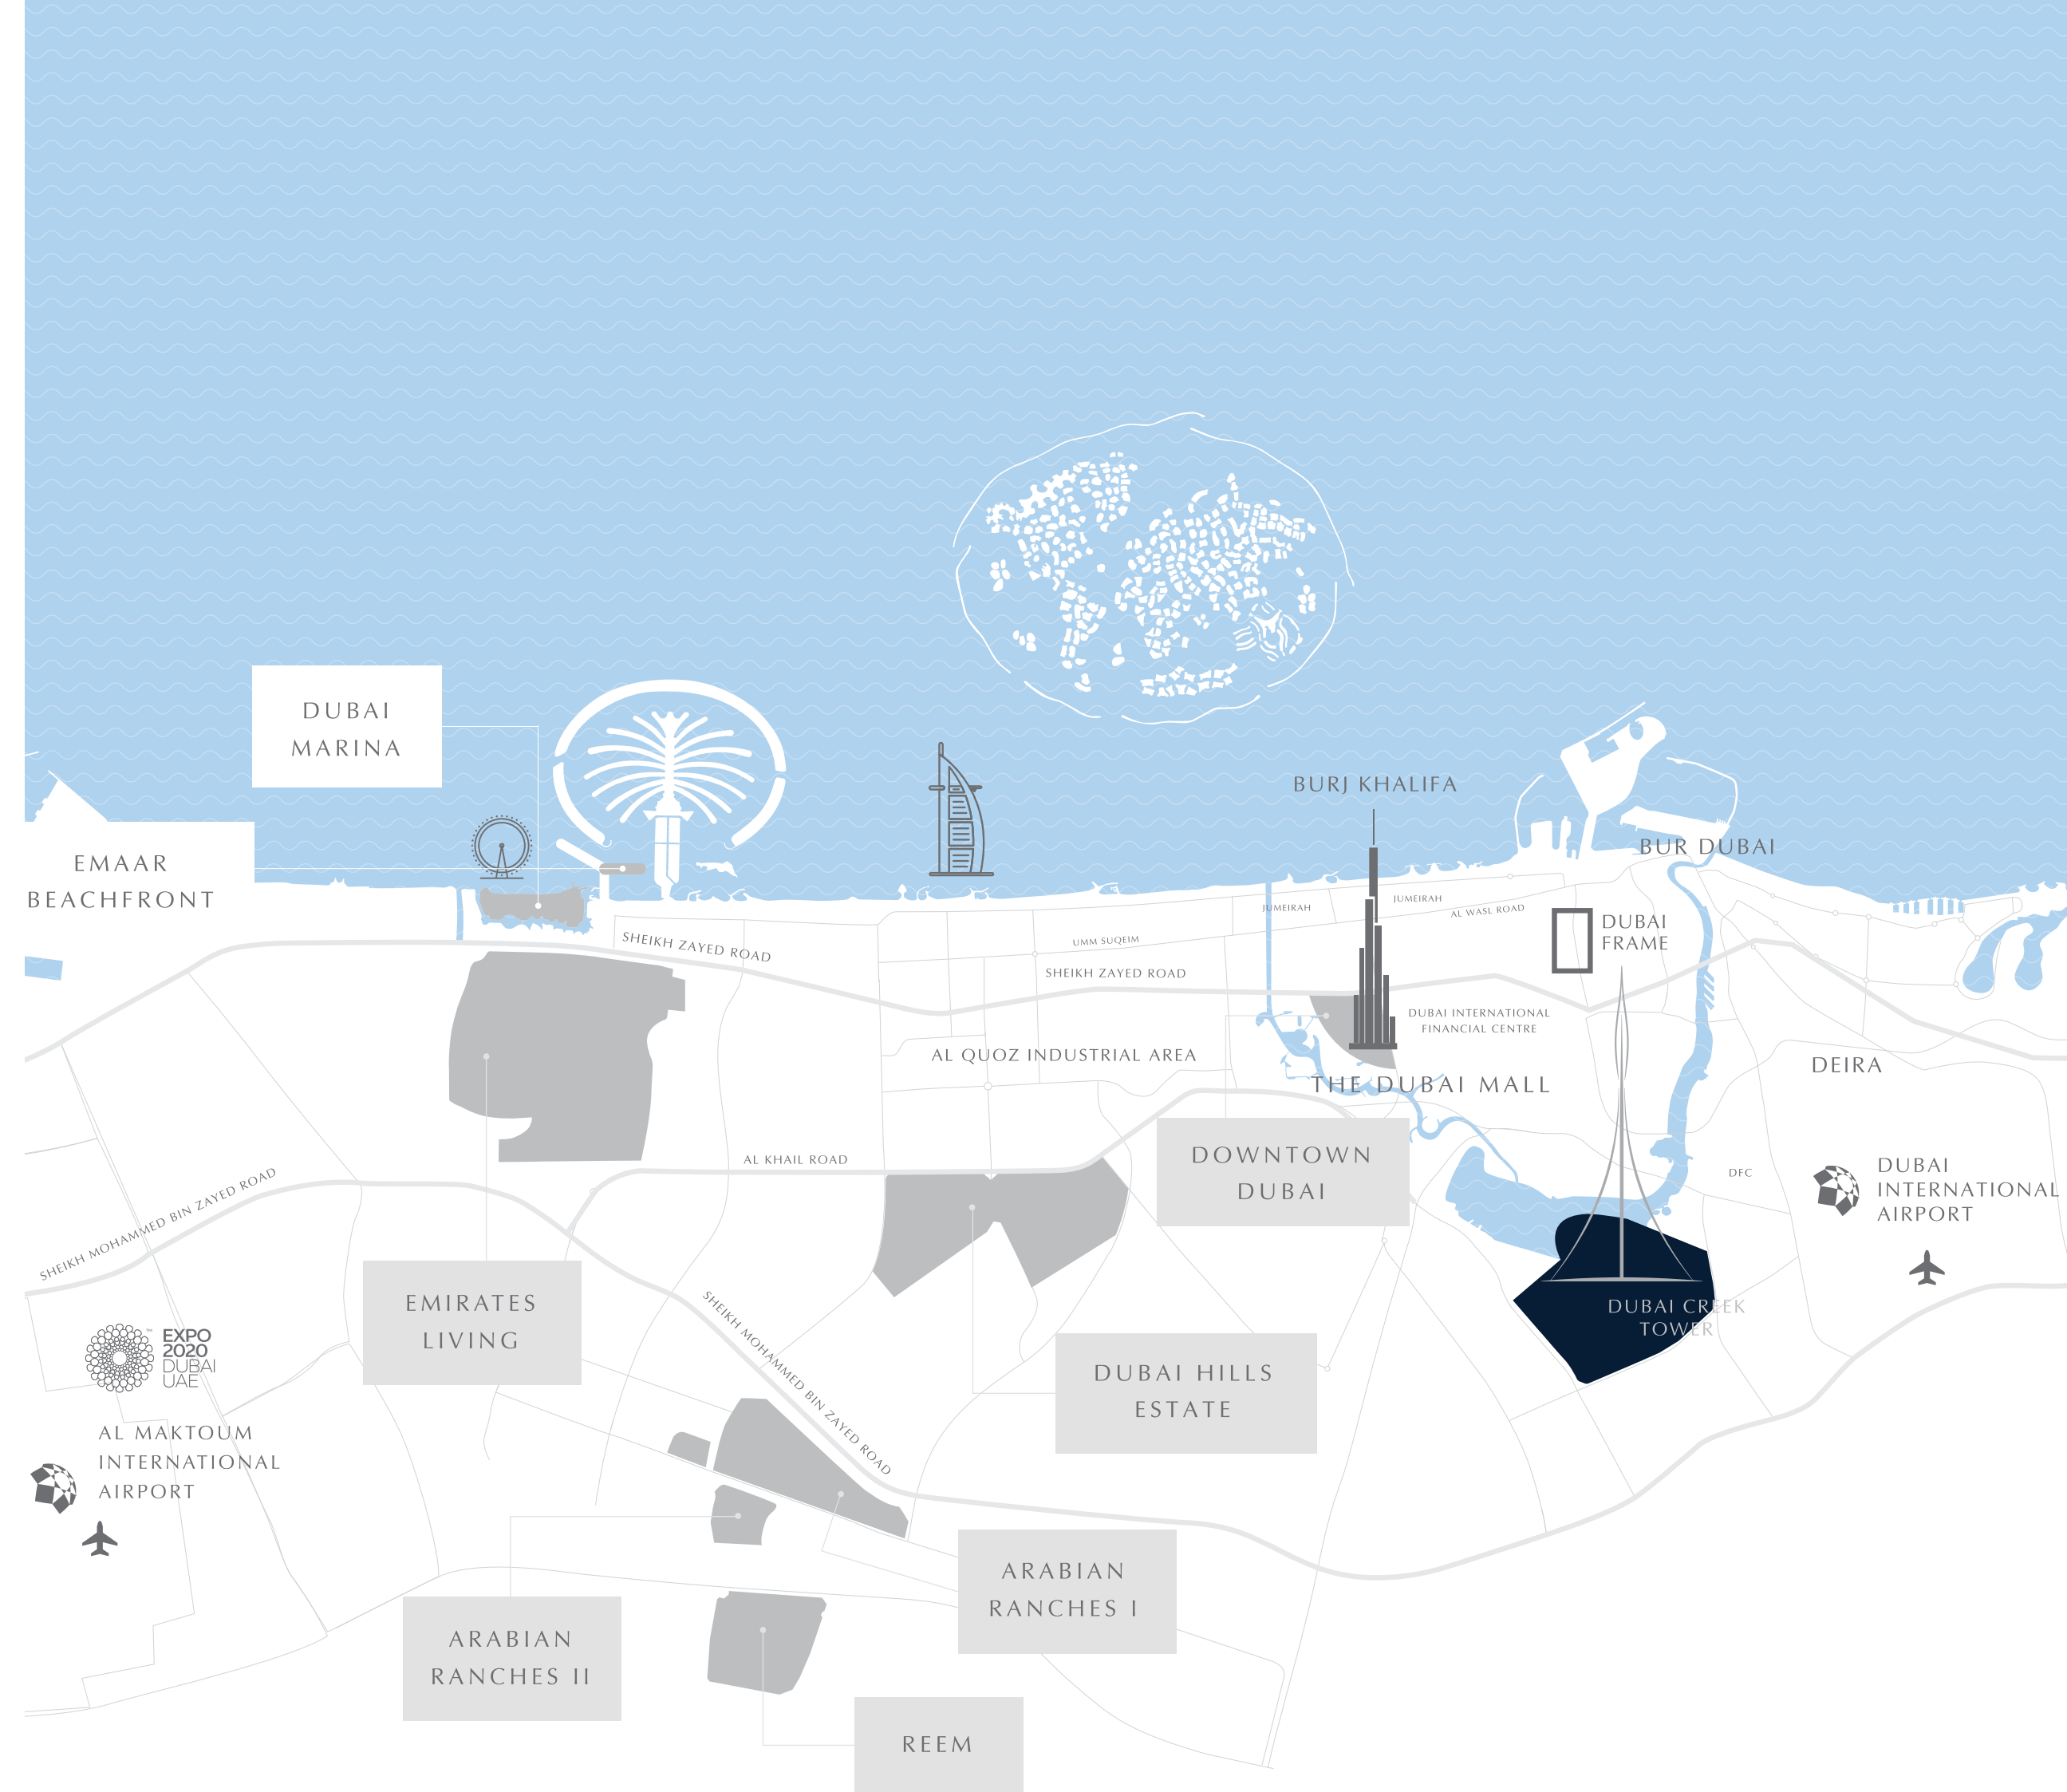 DUBAI
MARINA
BURJ KHALIFA
BUR DUBAI
EMAAR
BEACHFRONT
JUMEIRAH
JUMEIRAH
AL WASL ROAD
DUBAI
FRAME
SHEIKH ZAYED ROAD
UMM SUQEIM
SHEIKH ZAYED ROAD
DUBAI INTERNATIONAL
FINANCIAL CENTRE
AL QUOZ INDUSTRIAL AREA
DEIRA
THE DUBAI MALL
AL KHAIL ROAD
DOWNTOWN
DUBAI
DFC
DUBAI
INTERNATIONAL
AIRPORT
SHEIKH MOHAMMED BIN ZAYED ROAD
EMIRATES
LIVING
SHEIKH MOHAMMED BIN ZAYED ROAD
DUBAI CREEK
TOWER
EXPO
2020
DUBAI
UAE
DUBAI HILLS
ESTATE
AL MAKTOUM
INTERNATIONAL
AIRPORT
ARABIAN
RANCHES I
ARABIAN
RANCHES II
REEM